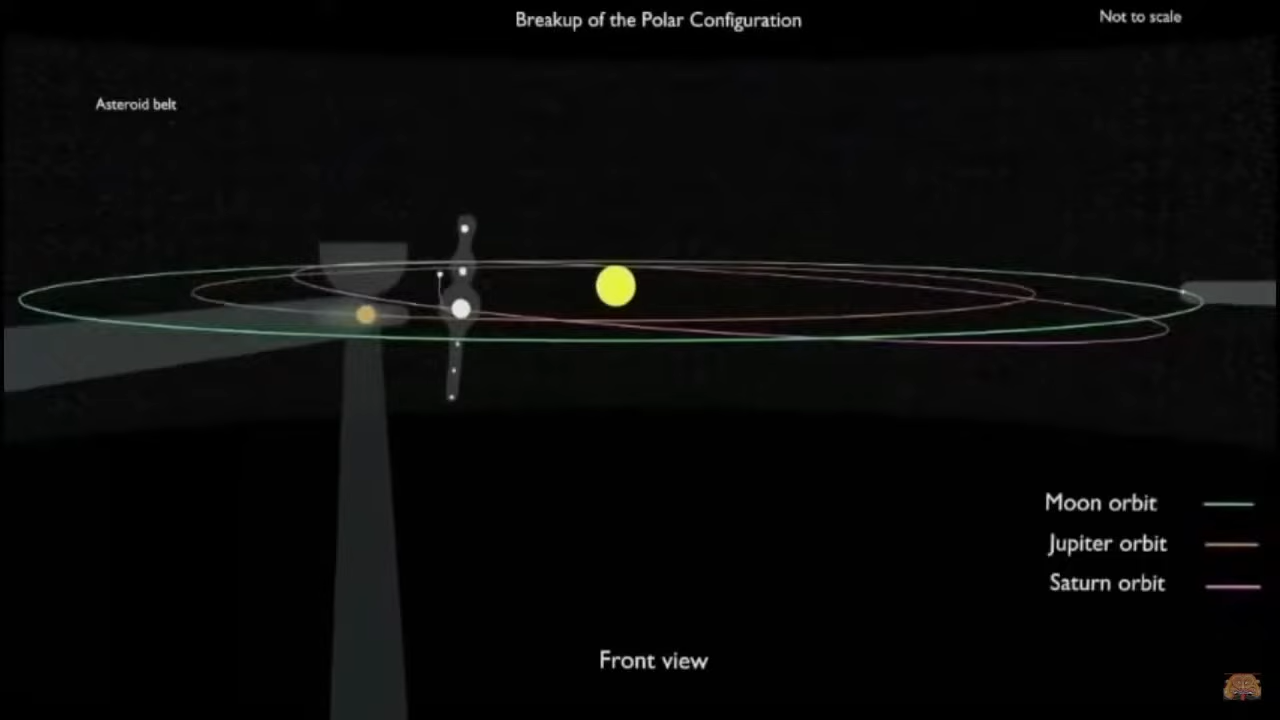 Breakup of the Polar Configuration
Not to scale
Asteroid belt
Moon orbit
Jupiter orbit
Saturn orbit
Front view